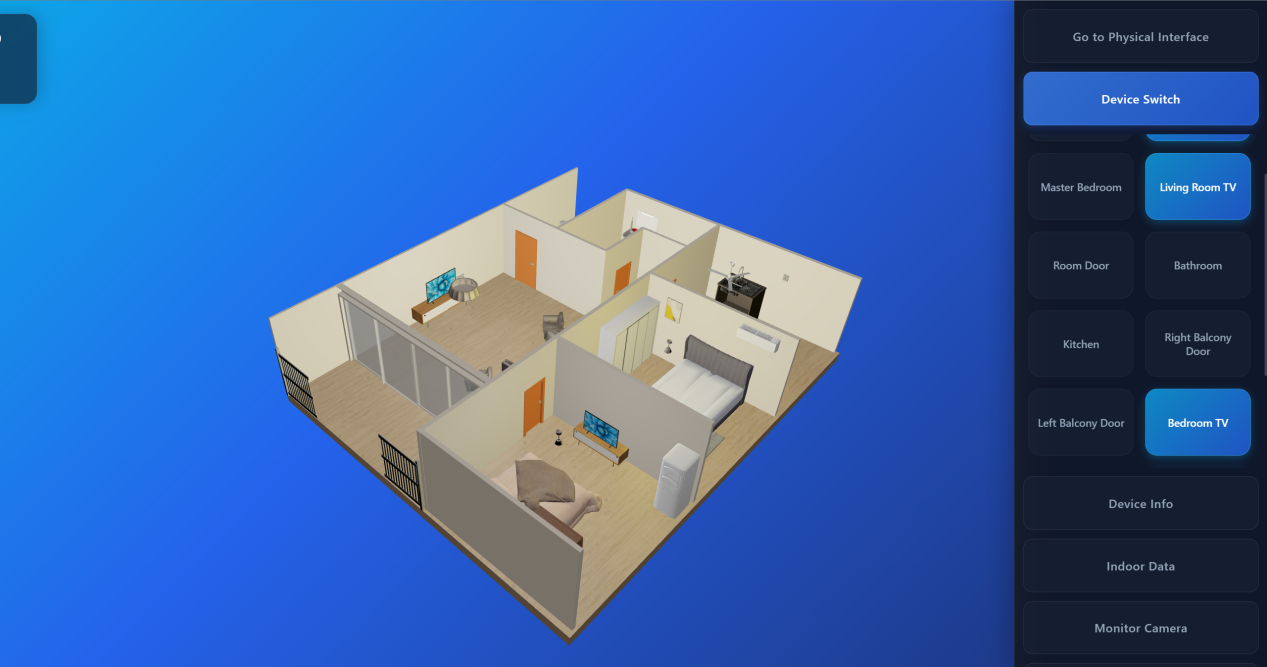 Go to Physical Interface
Device Switch
Master Bedroom
Living Room TV
Room Door
Bathroom
Kitchen
Right Balcony
Door
Left Balcony Door
Bedroom TV
Device Info
Indoor Data
Monitor Camera